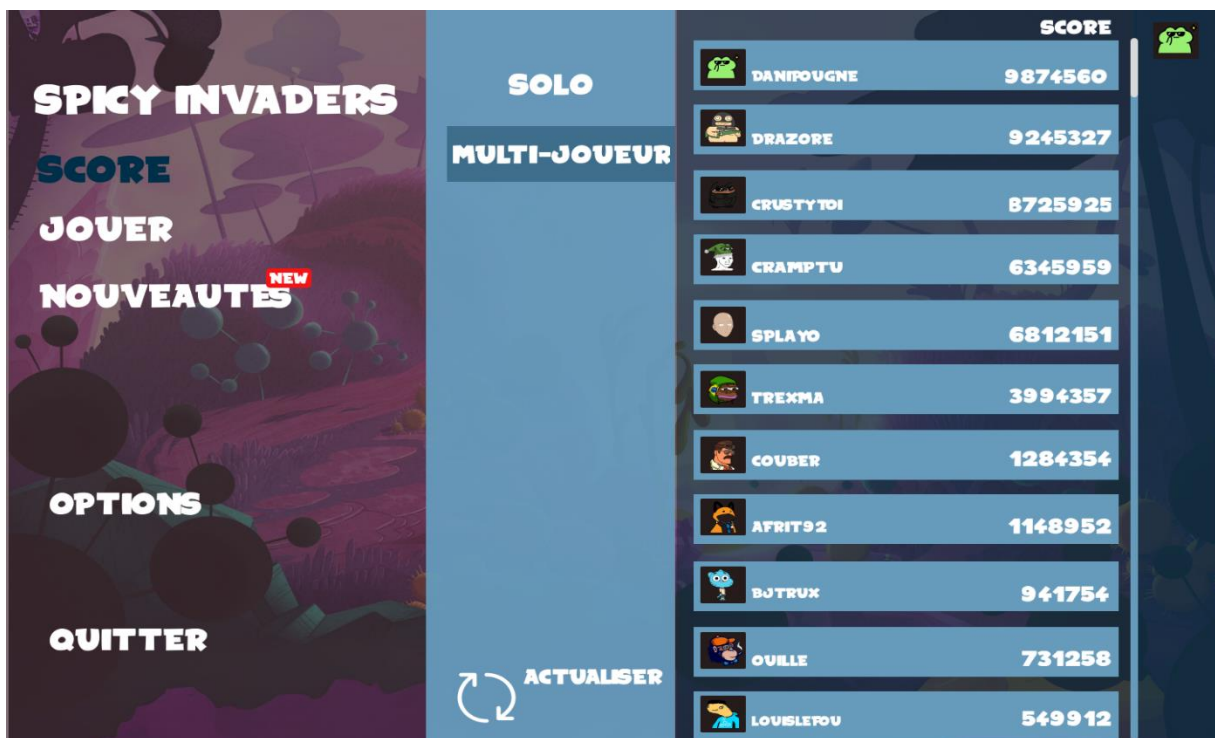 SPICY INVADERS
SCORE
JOUER
NOUVEAUTES NEW
OPTIONS
QUITTER
SOLO
MULTI-JOUEUR
ACTUALISER
SCORE
DANIPOUGNE 9874560
DRAZORE 9245327
CRUSTYTOI 8725925
CRAMPTU 6345959
SPLAYO 6812151
TREXMA 3994357
COUBER 1284354
AFRIT92 1148952
BJTRUX 941754
OUILLE 731258
LOUISLEFOU 549912